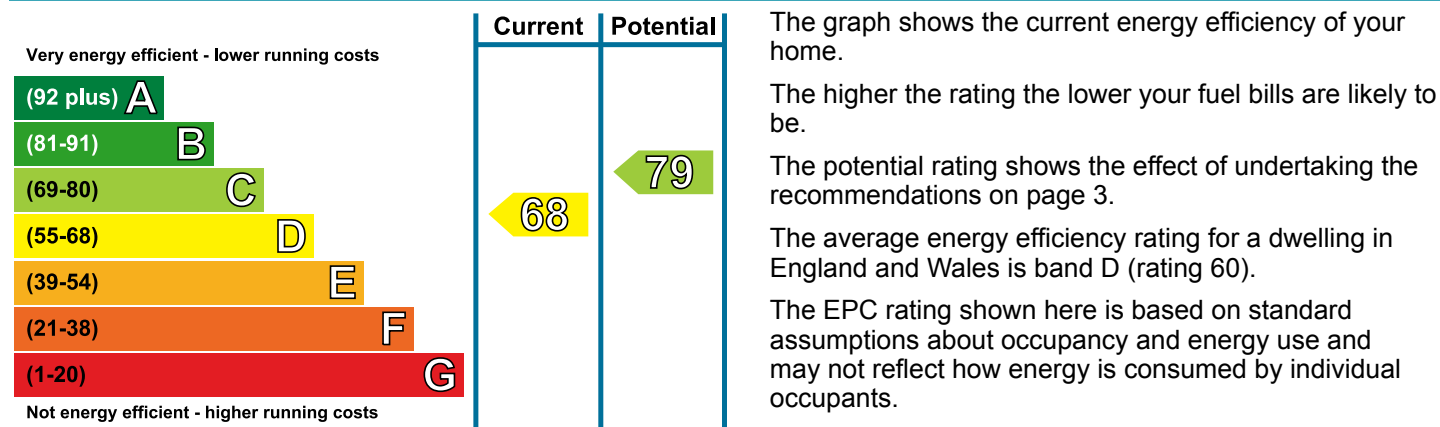 Current Potential
Very energy efficient - lower running costs
(92 plus) A
(81-91) B
(69-80) C
(55-68) D
(39-54) E
(21-38) F
(1-20) G
Not energy efficient - higher running costs
68
79
The graph shows the current energy efficiency of your
home.
The higher the rating the lower your fuel bills are likely to
be.
The potential rating shows the effect of undertaking the
recommendations on page 3.
The average energy efficiency rating for a dwelling in
England and Wales is band D (rating 60).
The EPC rating shown here is based on standard
assumptions about occupancy and energy use and
may not reflect how energy is consumed by individual
occupants.